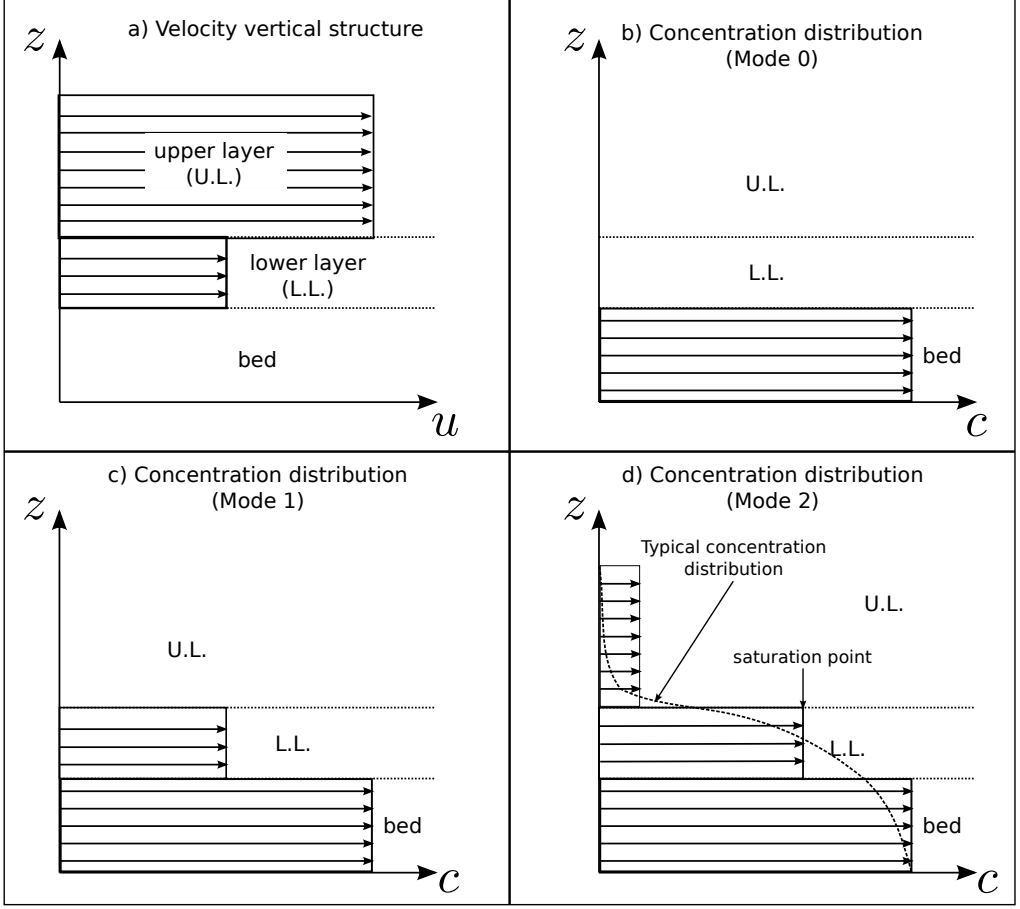 a) Velocity vertical structure
z
upper layer
(U.L.)
lower layer
(L.L.)
bed
u
b) Concentration distribution
(Mode 0)
z
U.L.
L.L.
bed
c
c) Concentration distribution
(Mode 1)
z
U.L.
L.L.
bed
c
d) Concentration distribution
(Mode 2)
z
Typical concentration
distribution
U.L.
saturation point
L.L.
bed
c